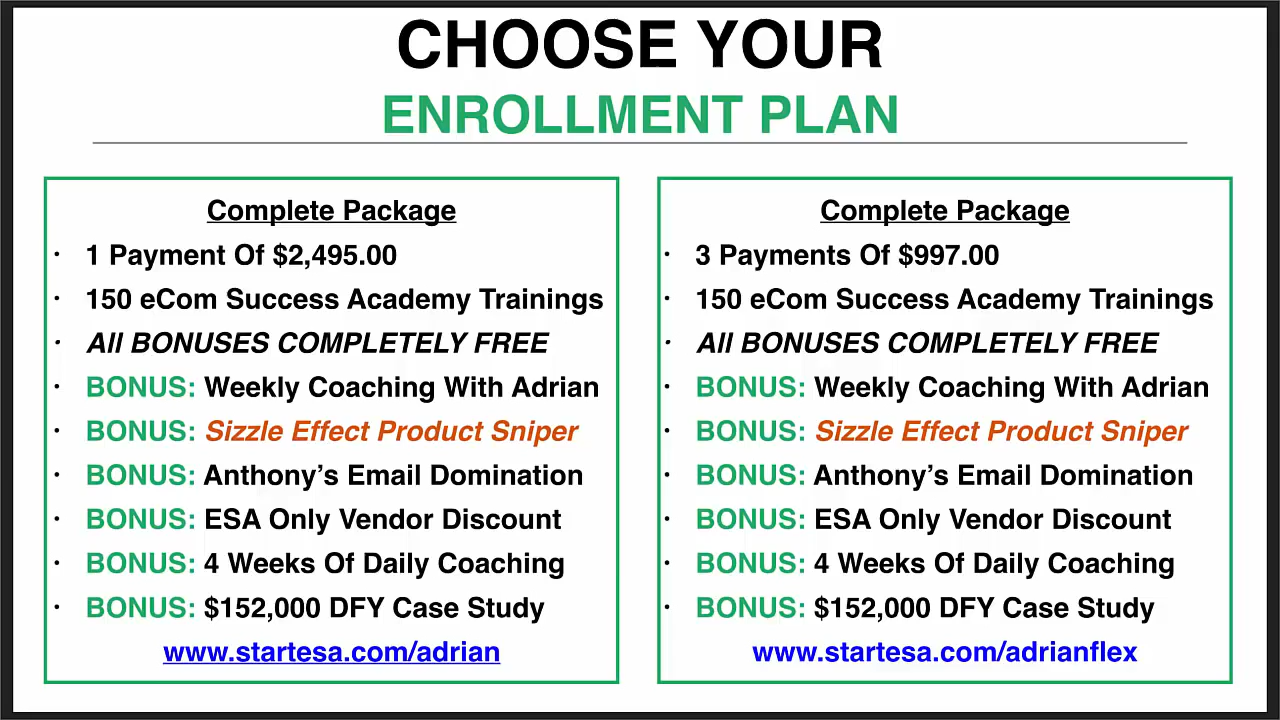 CHOOSE YOUR
ENROLLMENT PLAN
Complete Package
· 1 Payment Of $2,495.00
· 150 eCom Success Academy Trainings
· All BONUSES COMPLETELY FREE
· BONUS: Weekly Coaching With Adrian
· BONUS: Sizzle Effect Product Sniper
· BONUS: Anthony’s Email Domination
· BONUS: ESA Only Vendor Discount
· BONUS: 4 Weeks Of Daily Coaching
· BONUS: $152,000 DFY Case Study
www.startesa.com/adrian
Complete Package
· 3 Payments Of $997.00
· 150 eCom Success Academy Trainings
· All BONUSES COMPLETELY FREE
· BONUS: Weekly Coaching With Adrian
· BONUS: Sizzle Effect Product Sniper
· BONUS: Anthony’s Email Domination
· BONUS: ESA Only Vendor Discount
· BONUS: 4 Weeks Of Daily Coaching
· BONUS: $152,000 DFY Case Study
www.startesa.com/adrianflex